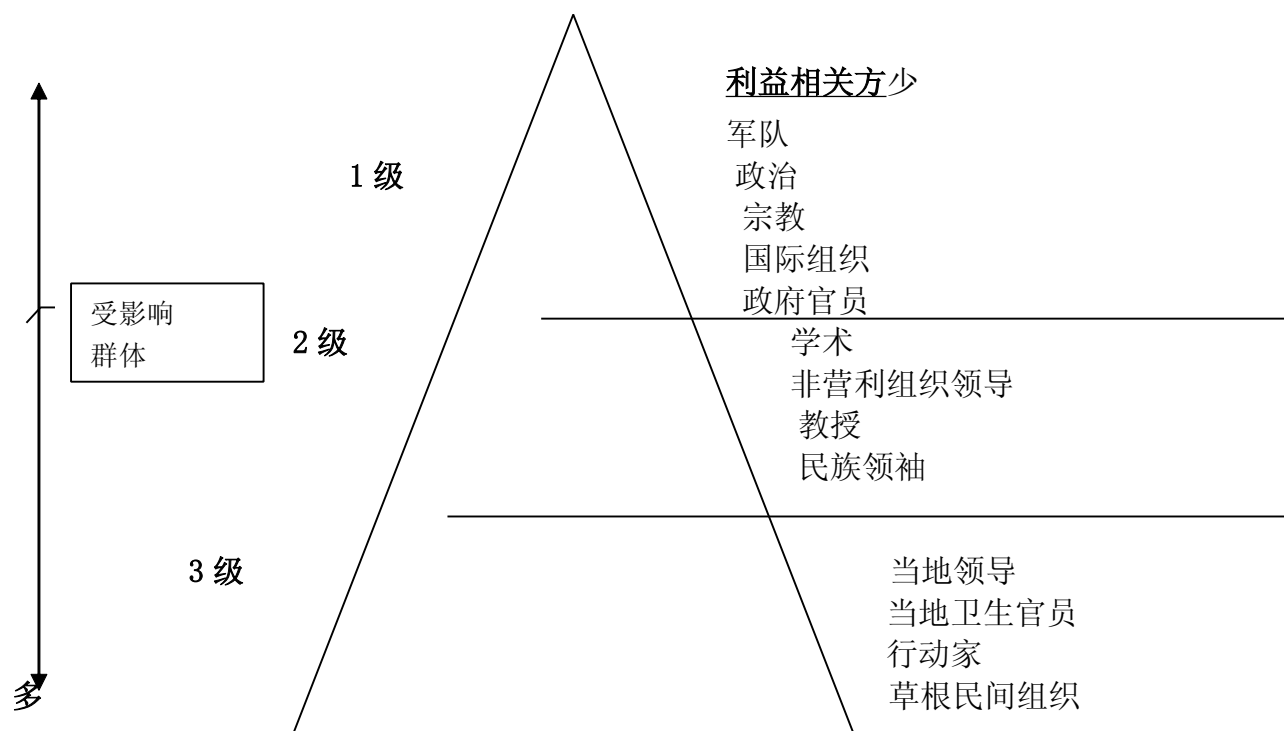 利益相关方少
军队
政治
1 级
宗教
国际组织
政府官员
受影响
群体
2 级
学术
非营利组织领导
教授
民族领袖
3 级
当地领导
当地卫生官员
行动家
草根民间组织
多